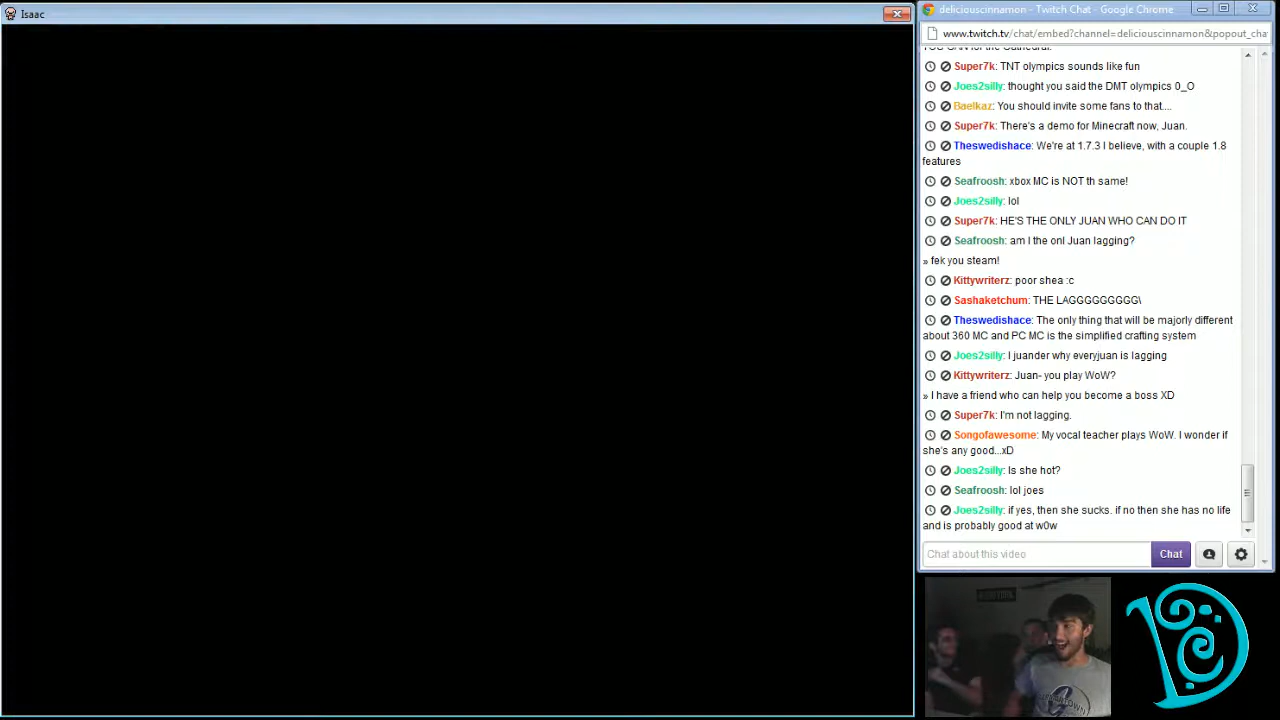 Isaac
deliciouscinnamon - Twitch Chat - Google Chrome
www.twitch.tv/chat/embed?channel=deliciouscinnamon&popout_cha
YOU CAN for the Cathedral.
Super7k: TNT olympics sounds like fun
Joes2silly: thought you said the DMT olympics 0_O
Baelkaz: You should invite some fans to that....
Super7k: There's a demo for Minecraft now, Juan.
Theswedishace: We're at 1.7.3 I believe, with a couple 1.8
features
Seafroosh: xbox MC is NOT th same!
Joes2silly: lol
Super7k: HE'S THE ONLY JUAN WHO CAN DO IT
Seafroosh: am I the onl Juan lagging?
» fek you steam!
Kittywriterz: poor shea :c
Sashaketchum: THE LAGGGGGGGGG\
Theswedishace: The only thing that will be majorly different
about 360 MC and PC MC is the simplified crafting system
Joes2silly: I juander why everyjuan is lagging
Kittywriterz: Juan- you play WoW?
» I have a friend who can help you become a boss XD
Super7k: I'm not lagging.
Songofawesome: My vocal teacher plays WoW. I wonder if
she's any good...xD
Joes2silly: Is she hot?
Seafroosh: lol joes
Joes2silly: if yes, then she sucks. if no then she has no life
and is probably good at w0w
Chat about this video
Chat